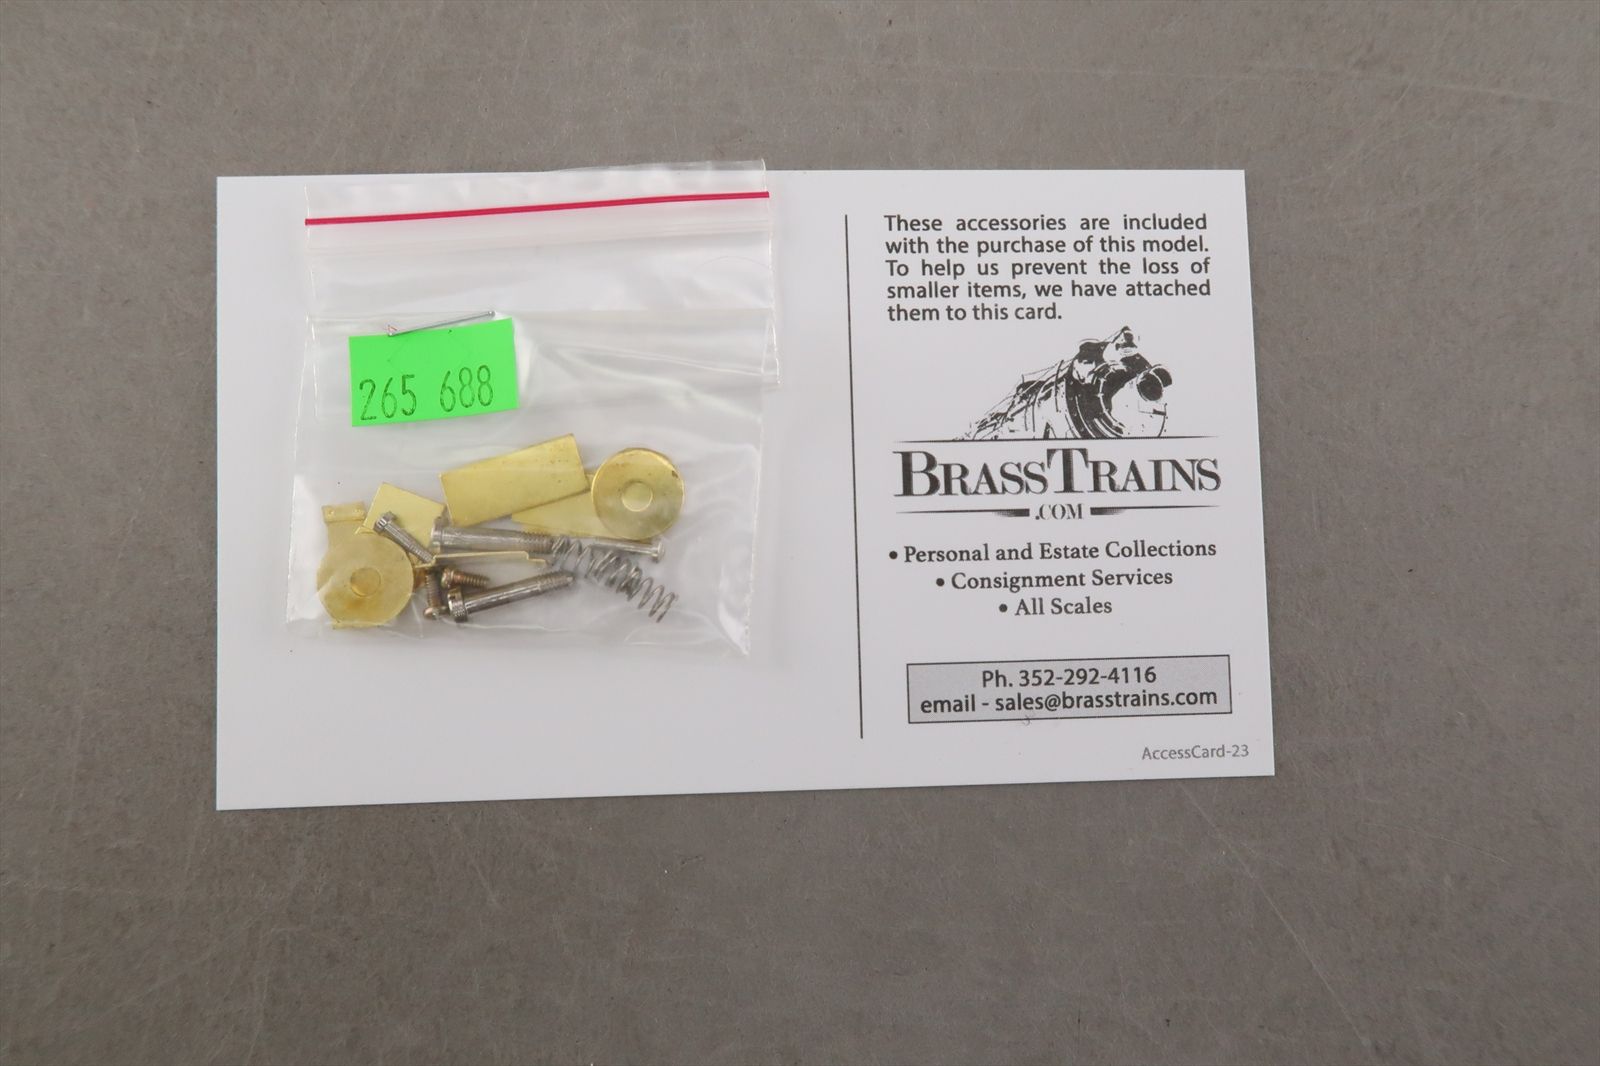 265 688
These accessories are included
with the purchase of this model.
To help us prevent the loss of
smaller items, we have attached
them to this card.
BRASSTRAINS
.COM
• Personal and Estate Collections
• Consignment Services
• All Scales
Ph. 352-292-4116
email - sales@brasstrains.com
AccessCard-23